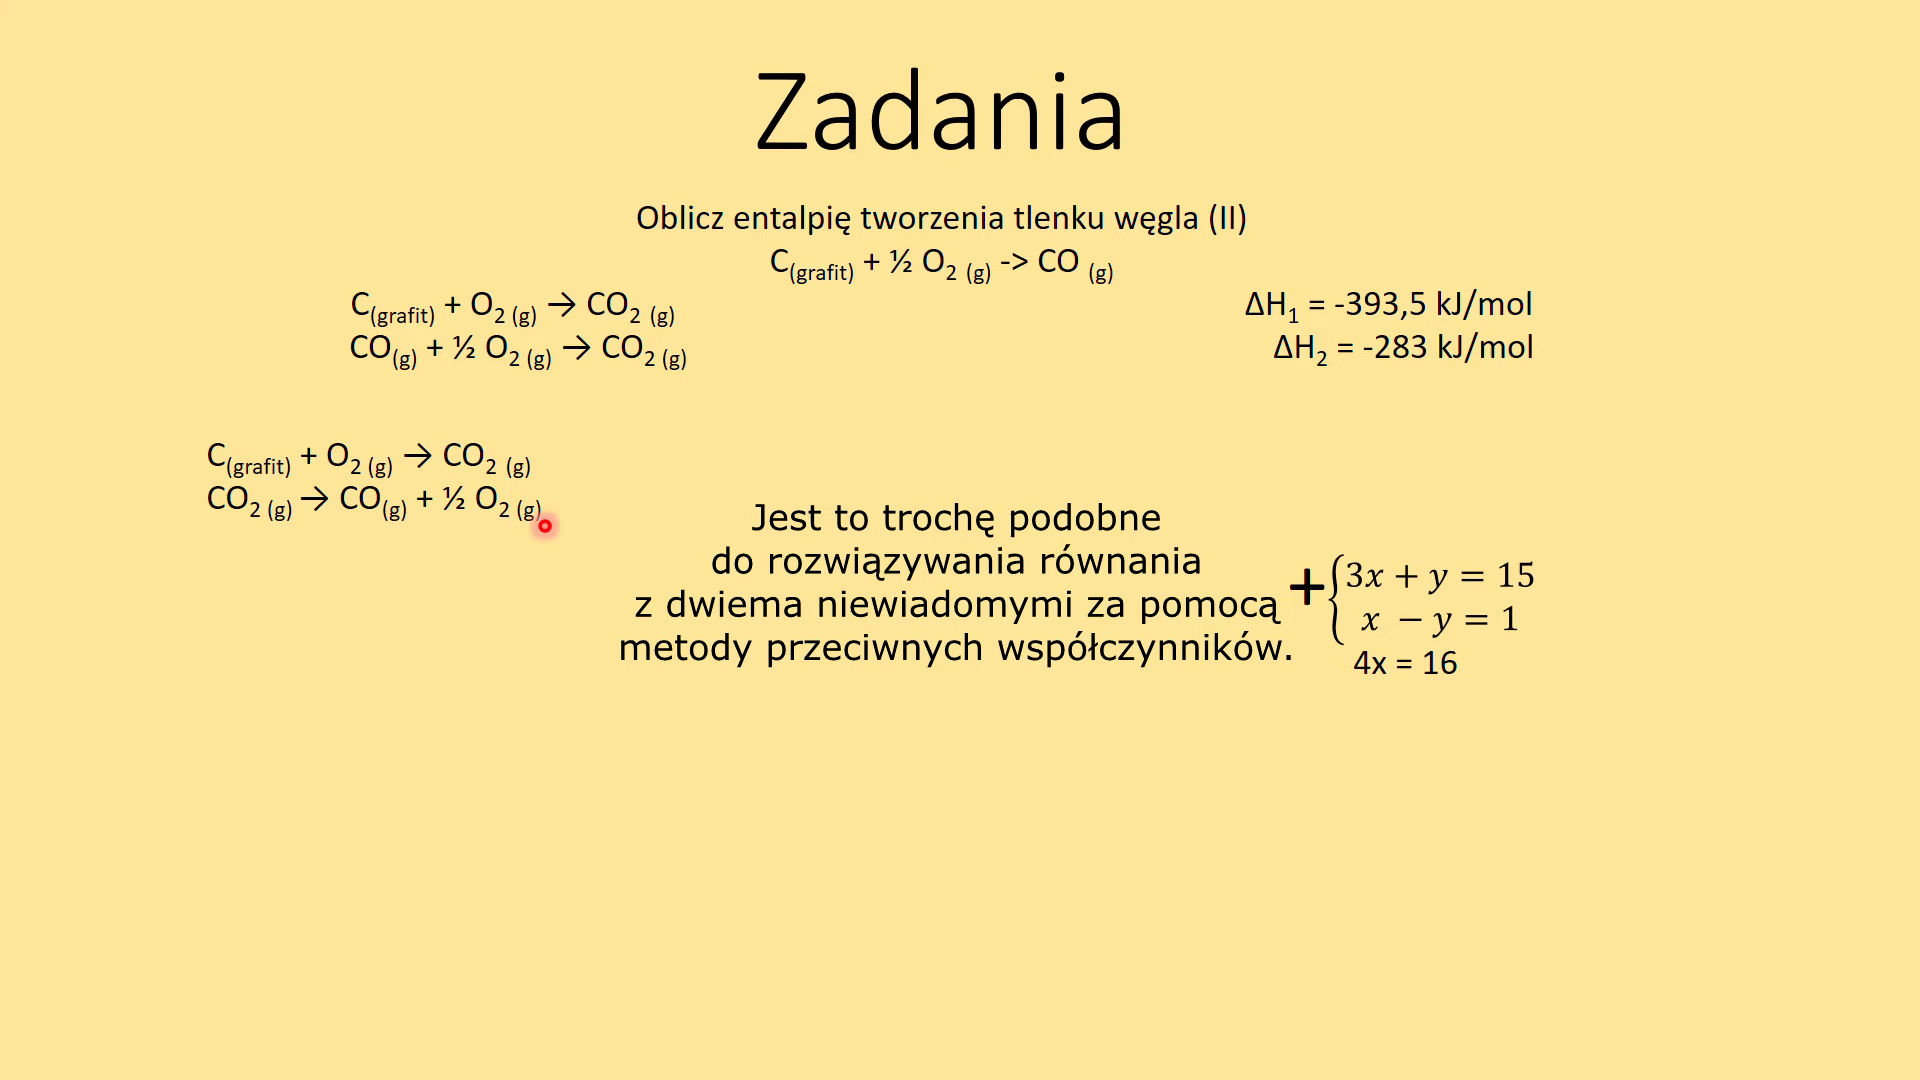 Zadania
Oblicz entalpię tworzenia tlenku węgla (II)
C(grafit) + ½ O2 (g) -> CO (g)
C(grafit) + O2 (g) → CO2 (g) ΔH1 = -393,5 kJ/mol
CO(g) + ½ O2 (g) → CO2 (g) ΔH2 = -283 kJ/mol
C(grafit) + O2 (g) → CO2 (g)
CO2 (g) → CO(g) + ½ O2 (g)
Jest to trochę podobne
do rozwiązywania równania
z dwiema niewiadomymi za pomocą
metody przeciwnych współczynników.
+ { 3x + y = 15
x − y = 1
4x = 16